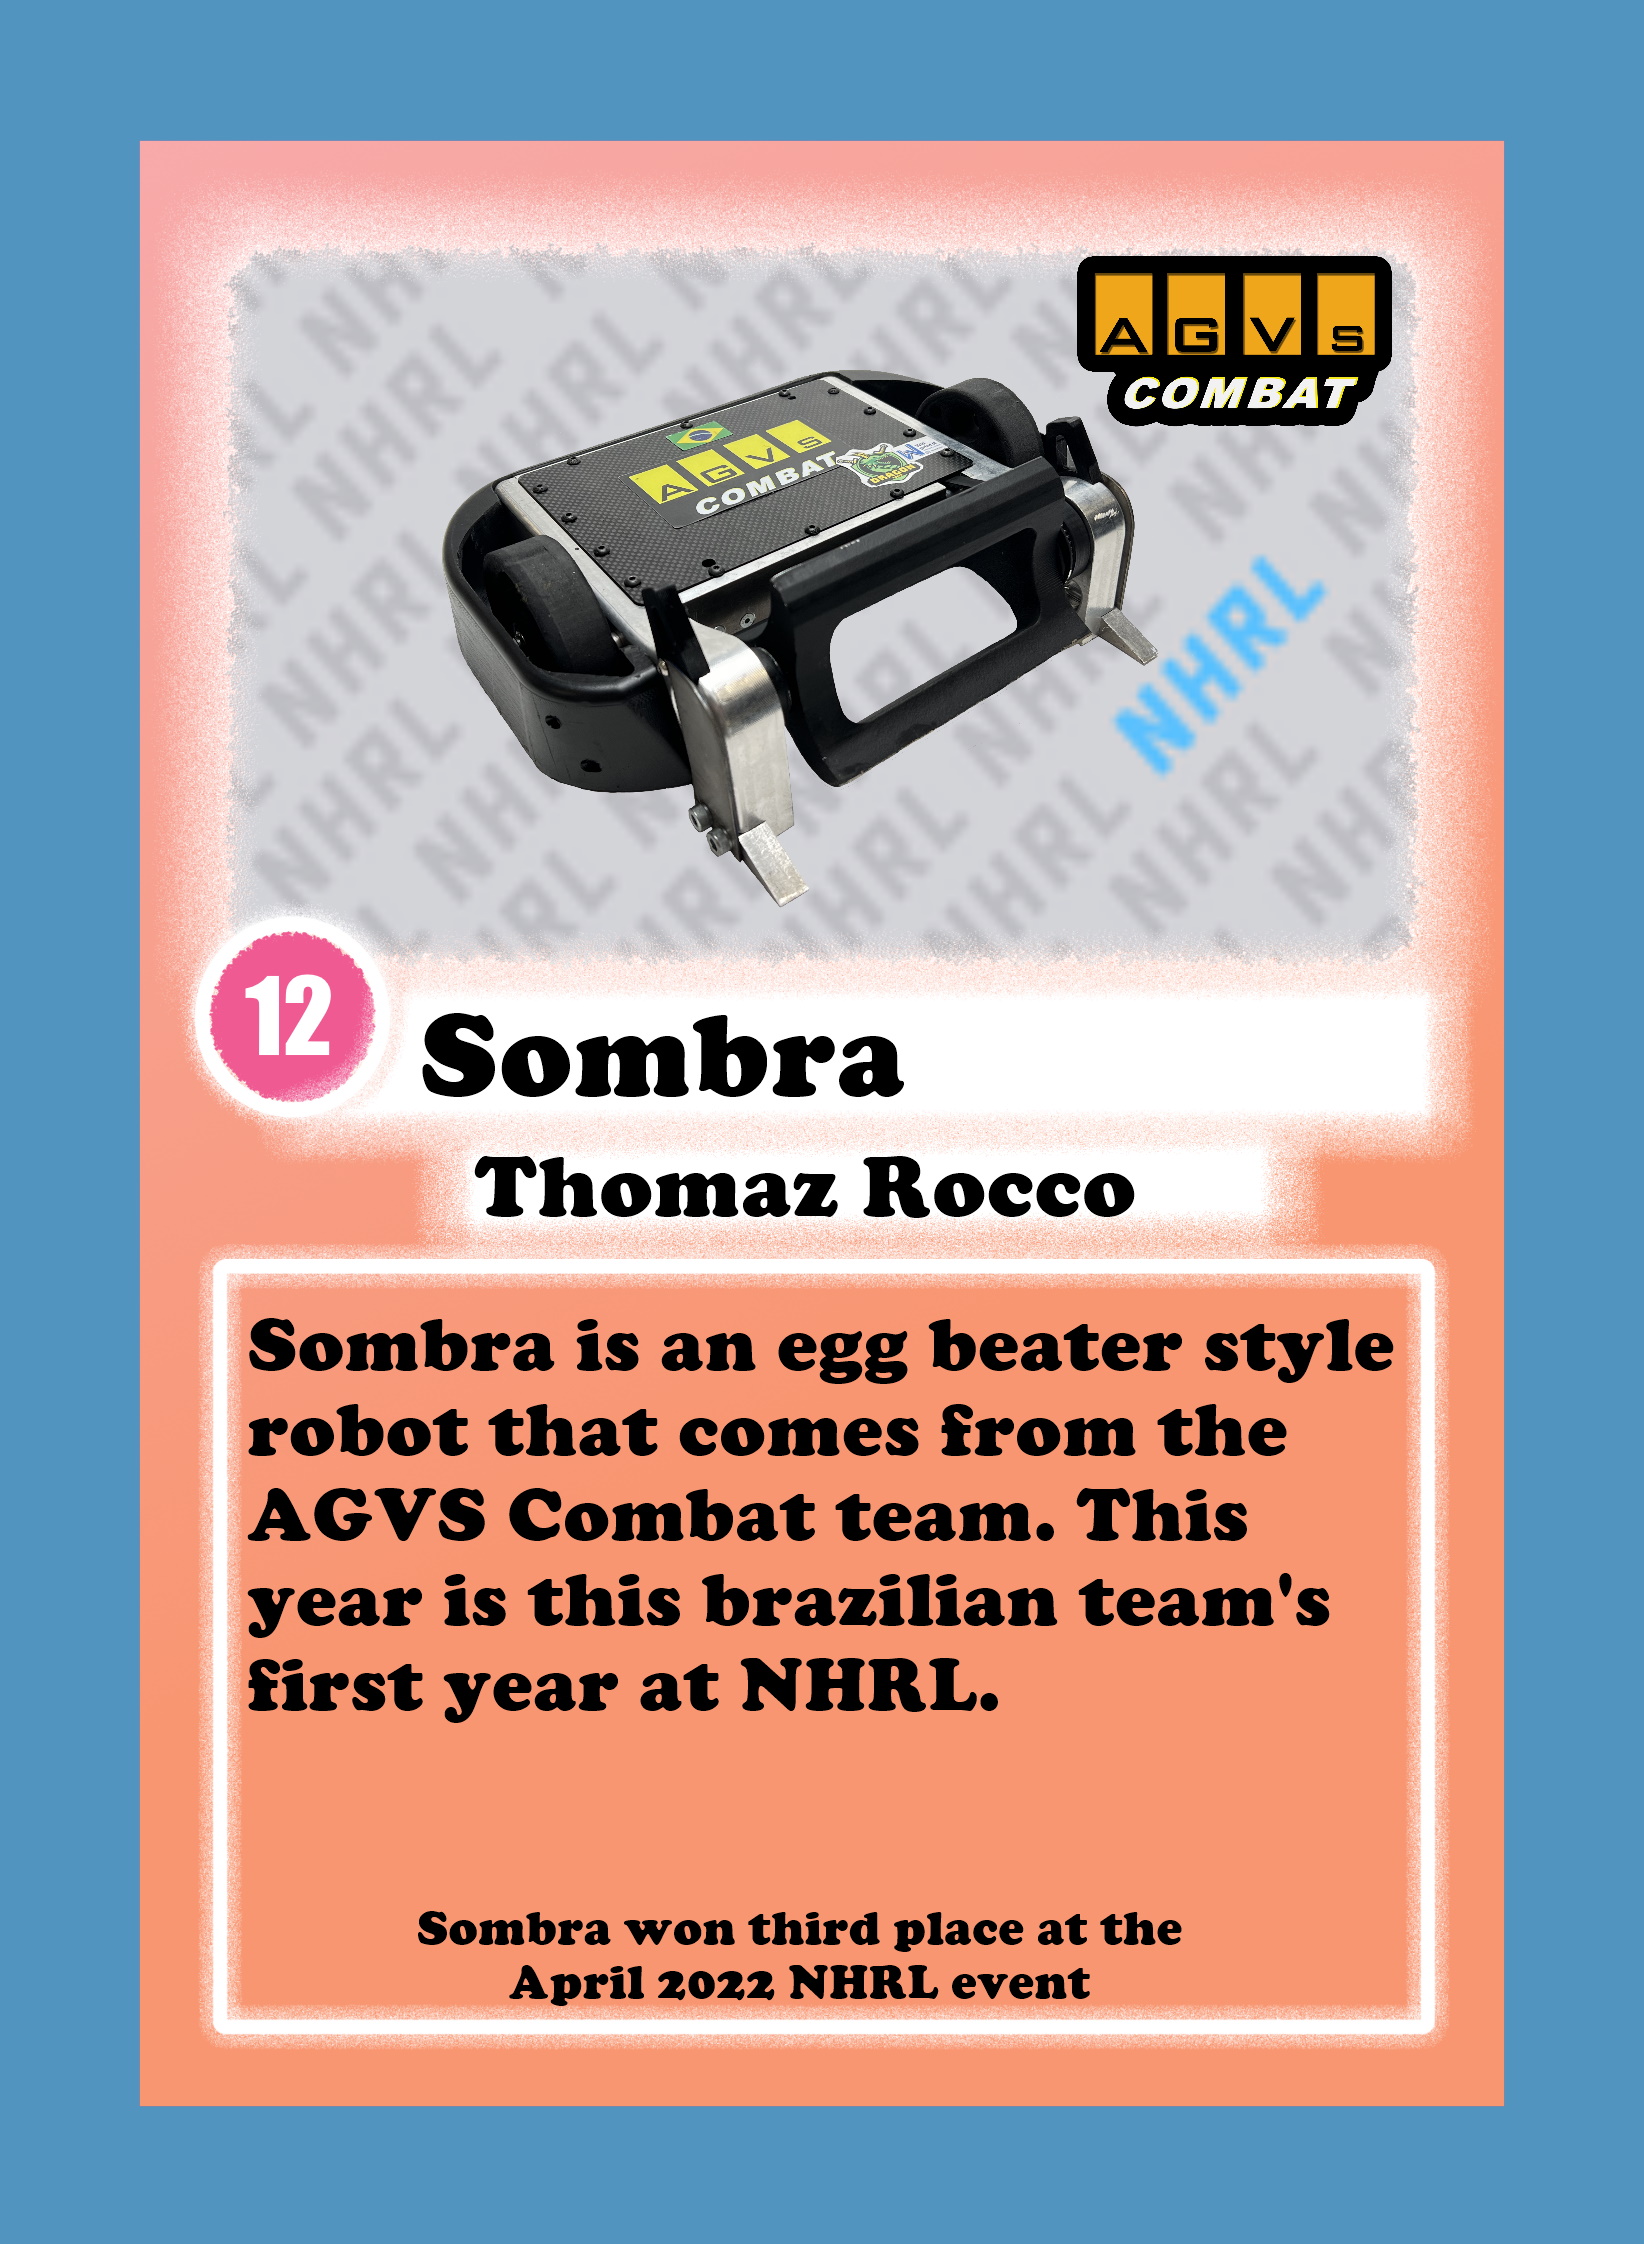 AGVs
COMBAT
AGVS
COMBAT
DRAGON
NHRL
12
Sombra
Thomaz Rocco
Sombra is an egg beater style
robot that comes from the
AGVS Combat team. This
year is this brazilian team's
first year at NHRL.
Sombra won third place at the
April 2022 NHRL event